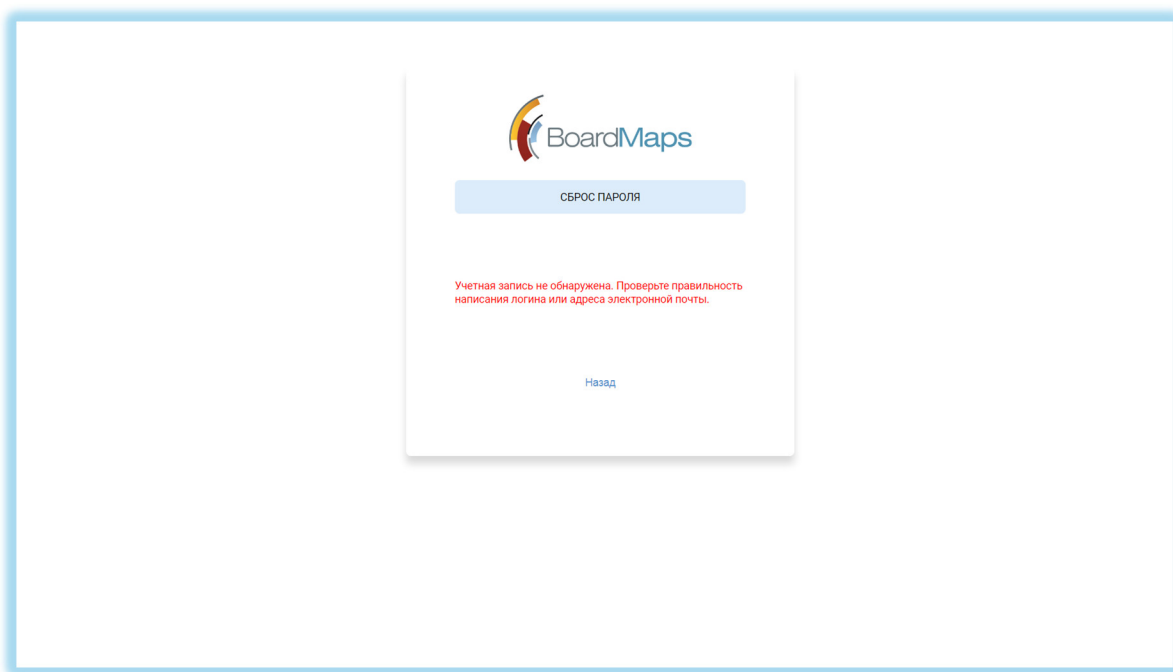 BoardMaps
СБРОС ПАРОЛЯ
Учетная запись не обнаружена. Проверьте правильность
написания логина или адреса электронной почты.
Назад